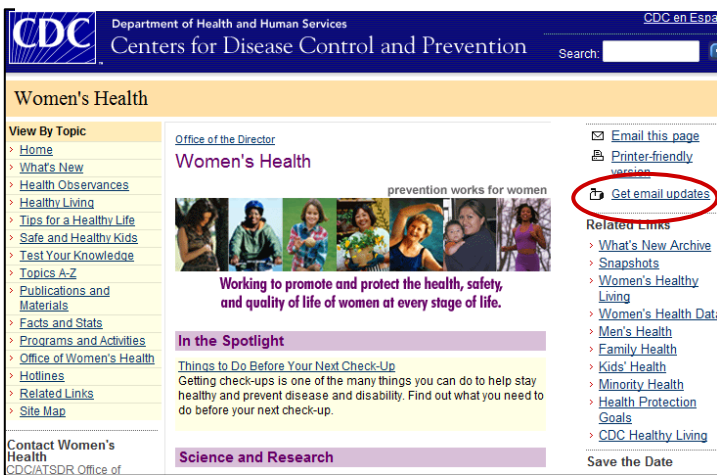 CDC
Department of Health and Human Services
Centers for Disease Control and Prevention
CDC en Espa
Search:
Women's Health
View By Topic
Home
What's New
Health Observances
Healthy Living
Tips for a Healthy Life
Safe and Healthy Kids
Test Your Knowledge
Topics A-Z
Publications and
Materials
Facts and Stats
Programs and Activities
Office of Women's Health
Hotlines
Related Links
Site Map
Contact Women's
Health
CDC/ATSDR Office of
Office of the Director
Women's Health
prevention works for women
Working to promote and protect the health, safety,
and quality of life of women at every stage of life.
In the Spotlight
Things to Do Before Your Next Check-Up
Getting check-ups is one of the many things you can do to help stay
healthy and prevent disease and disability. Find out what you need to
do before your next check-up.
Science and Research
Email this page
Printer-friendly
version
Get email updates
Related Links
What's New Archive
Snapshots
Women's Healthy
Living
Women's Health Data
Men's Health
Family Health
Kids' Health
Minority Health
Health Protection
Goals
CDC Healthy Living
Save the Date